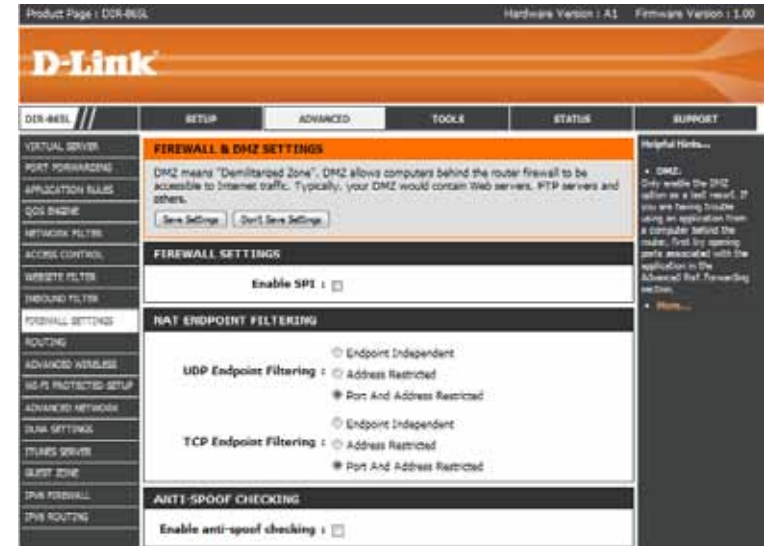 Product Page : DIR-865L
Hardware Version : A1
Firmware Version : 1.00
D-Link
DIR-865L
SETUP
ADVANCED
TOOLS
STATUS
SUPPORT
VIRTUAL SERVER
PORT FORWARDING
APPLICATION RULES
QOS ENGINE
NETWORK FILTER
ACCESS CONTROL
WEBSITE FILTER
INBOUND FILTER
FIREWALL SETTINGS
ROUTING
ADVANCED WIRELESS
WI-FI PROTECTED SETUP
ADVANCED NETWORK
DLNA SETTINGS
ITUNES SERVER
GUEST ZONE
IPV6 FIREWALL
IPV6 ROUTING
FIREWALL & DMZ SETTINGS
DMZ means "Demilitarized Zone". DMZ allows computers behind the router firewall to be
accessible to Internet traffic. Typically, your DMZ would contain Web servers, FTP servers and
others.
Save Settings
Don't Save Settings
FIREWALL SETTINGS
Enable SPI :
NAT ENDPOINT FILTERING
UDP Endpoint Filtering :
Endpoint Independent
Address Restricted
Port And Address Restricted
TCP Endpoint Filtering :
Endpoint Independent
Address Restricted
Port And Address Restricted
ANTI-SPOOF CHECKING
Enable anti-spoof checking :
Helpful Hints...
• DMZ:
Only enable the DMZ
option as a last resort. If
you are having trouble
using an application from
a computer behind the
router, first try opening
ports associated with the
application in the
Advanced Port Forwarding
section.
• More...